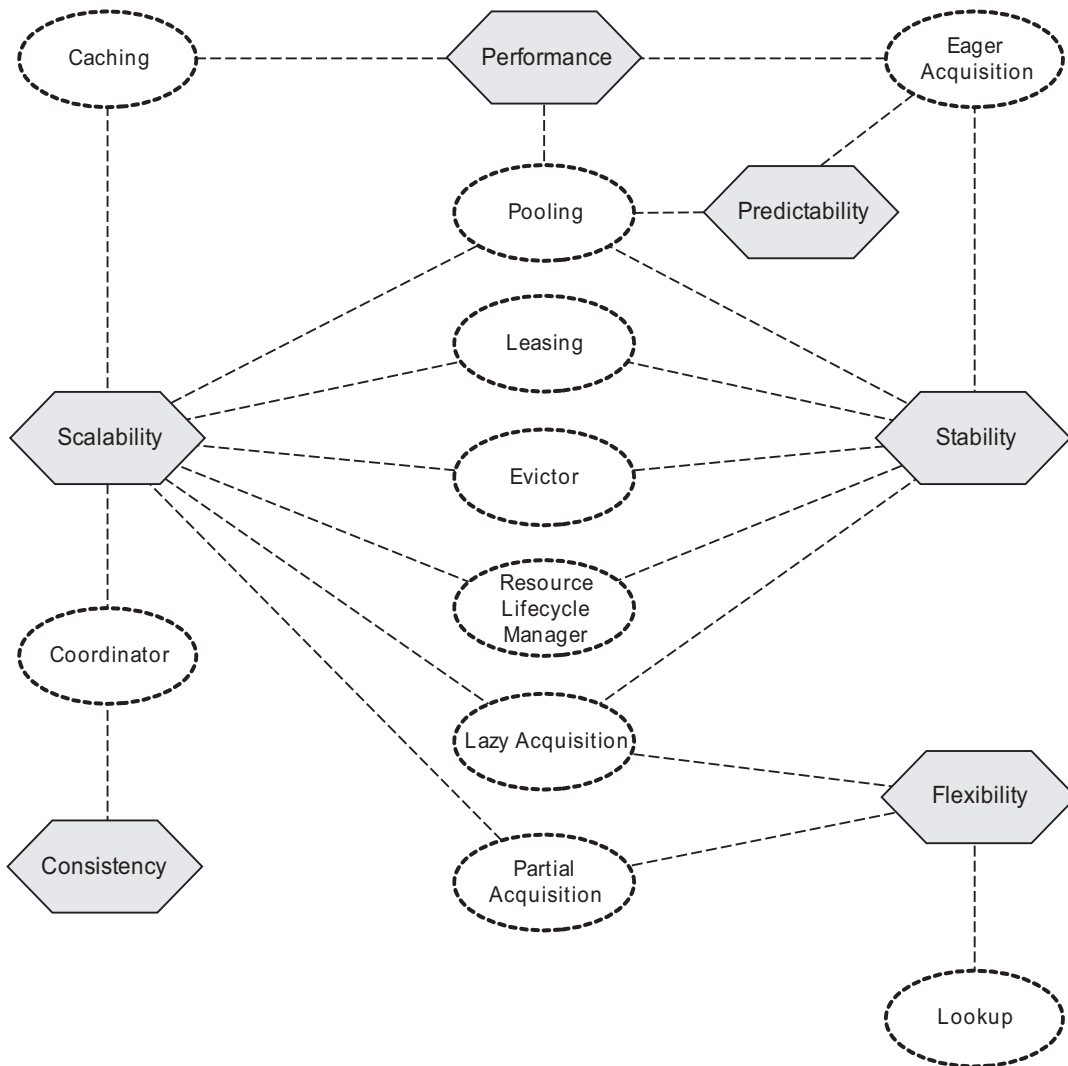 Caching
Performance
Eager
Acquisition
Pooling
Predictability
Leasing
Scalability
Stability
Evictor
Resource
Lifecycle
Manager
Coordinator
Lazy Acquisition
Flexibility
Consistency
Partial
Acquisition
Lookup